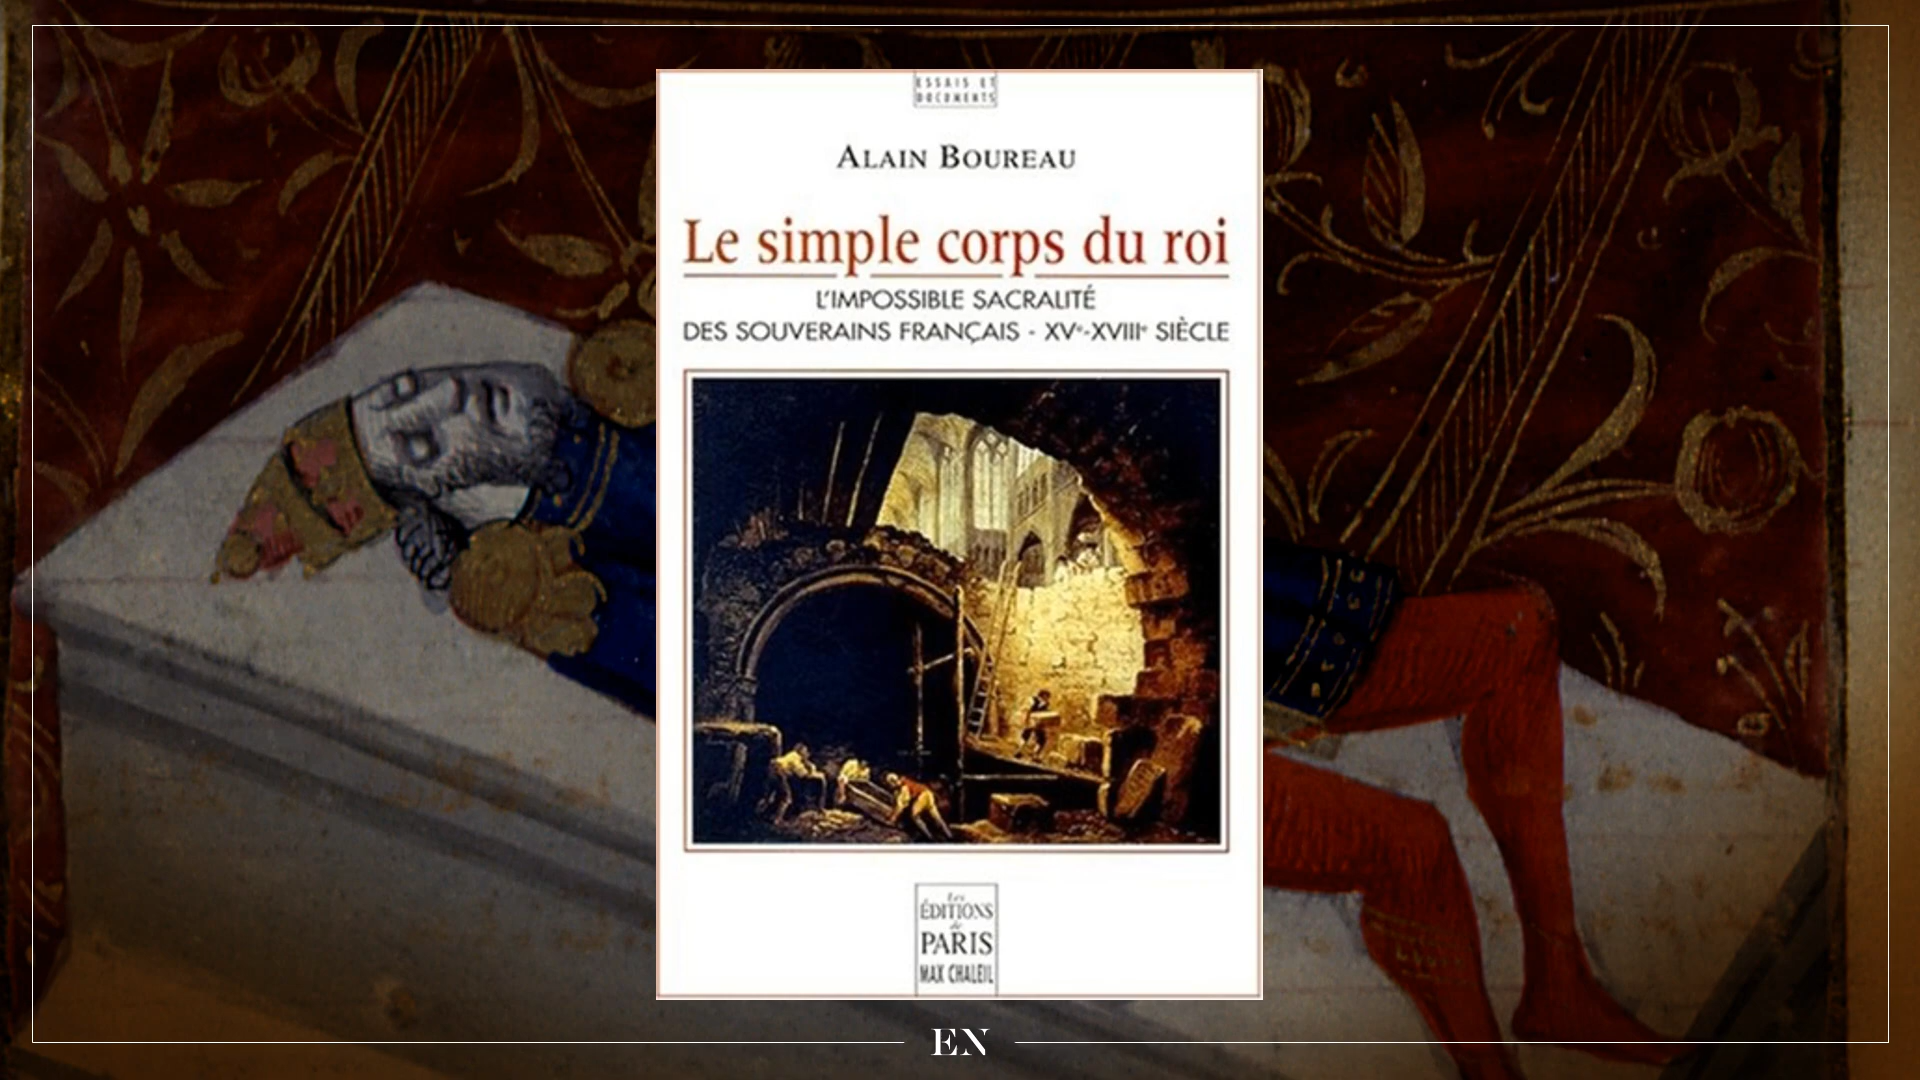 ESSAIS ET
DOCUMENTS
ALAIN BOUREAU
Le simple corps du roi
L'IMPOSSIBLE SACRALITÉ
DES SOUVERAINS FRANÇAIS - XVe-XVIIIe SIÈCLE
Les
ÉDITIONS
de
PARIS
MAX CHALEIL
EN